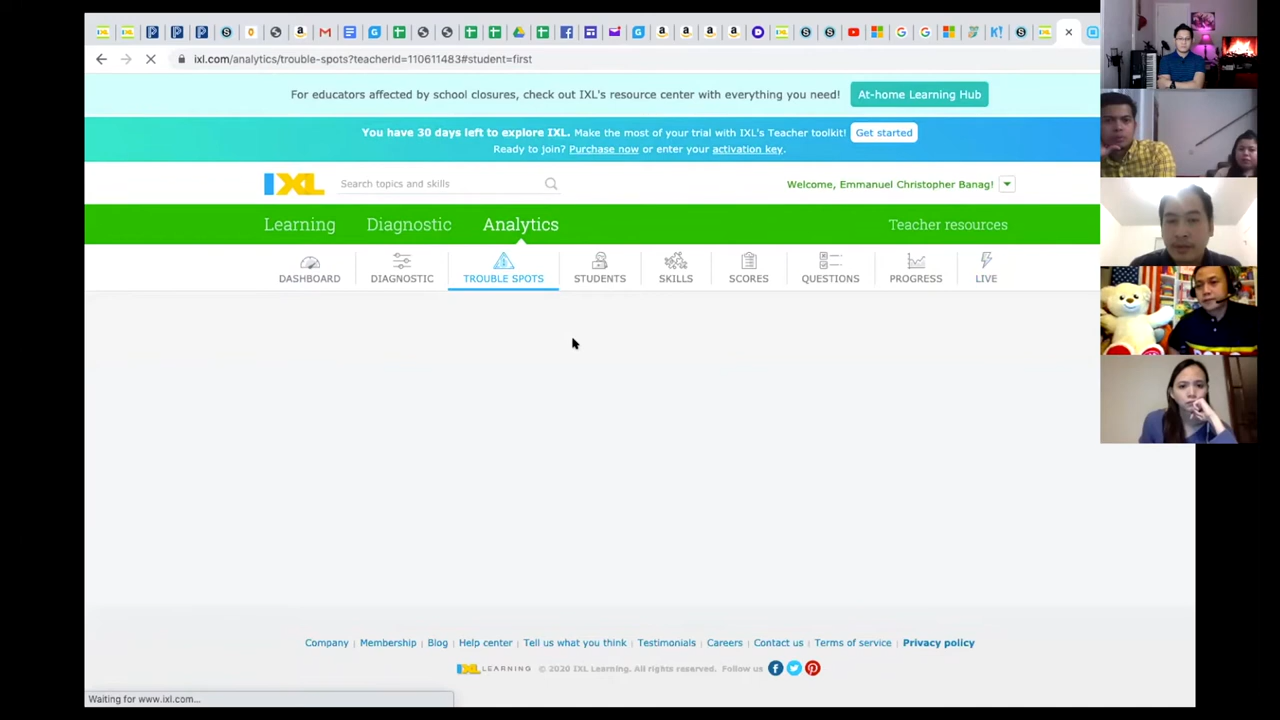 ixl.com/analytics/trouble-spots?teacherId=110611483#student=first
For educators affected by school closures, check out IXL's resource center with everything you need!
At-home Learning Hub
You have 30 days left to explore IXL. Make the most of your trial with IXL's Teacher toolkit!
Get started
Ready to join? Purchase now or enter your activation key.
IXL
Search topics and skills
Welcome, Emmanuel Christopher Banag!
Learning
Diagnostic
Analytics
Teacher resources
DASHBOARD
DIAGNOSTIC
TROUBLE SPOTS
STUDENTS
SKILLS
SCORES
QUESTIONS
PROGRESS
LIVE
Company | Membership | Blog | Help center | Tell us what you think | Testimonials | Careers | Contact us | Terms of service | Privacy policy
IXL LEARNING © 2020 IXL Learning. All rights reserved. Follow us
Waiting for www.ixl.com...